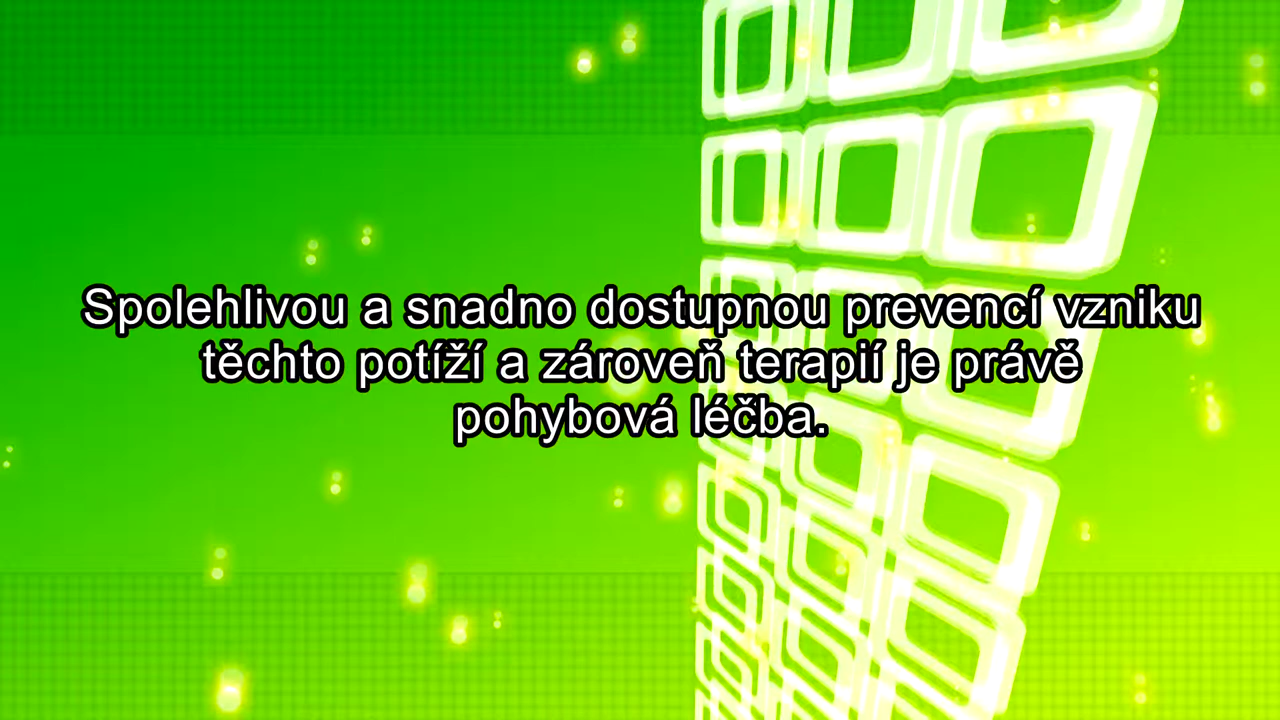 Spolehlivou a snadno dostupnou prevencí vzniku
těchto potíží a zároveň terapií je právě
pohybová léčba.